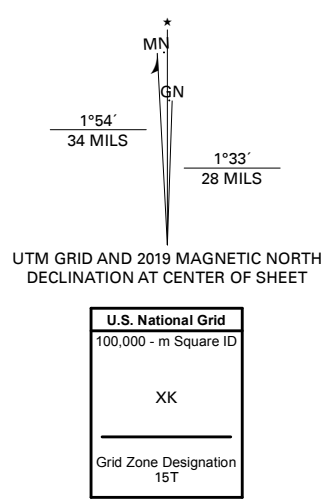 MN
GN
1°54´
34 MILS
1°33´
28 MILS
UTM GRID AND 2019 MAGNETIC NORTH
DECLINATION AT CENTER OF SHEET
U.S. National Grid
100,000 - m Square ID
XK
Grid Zone Designation
15T